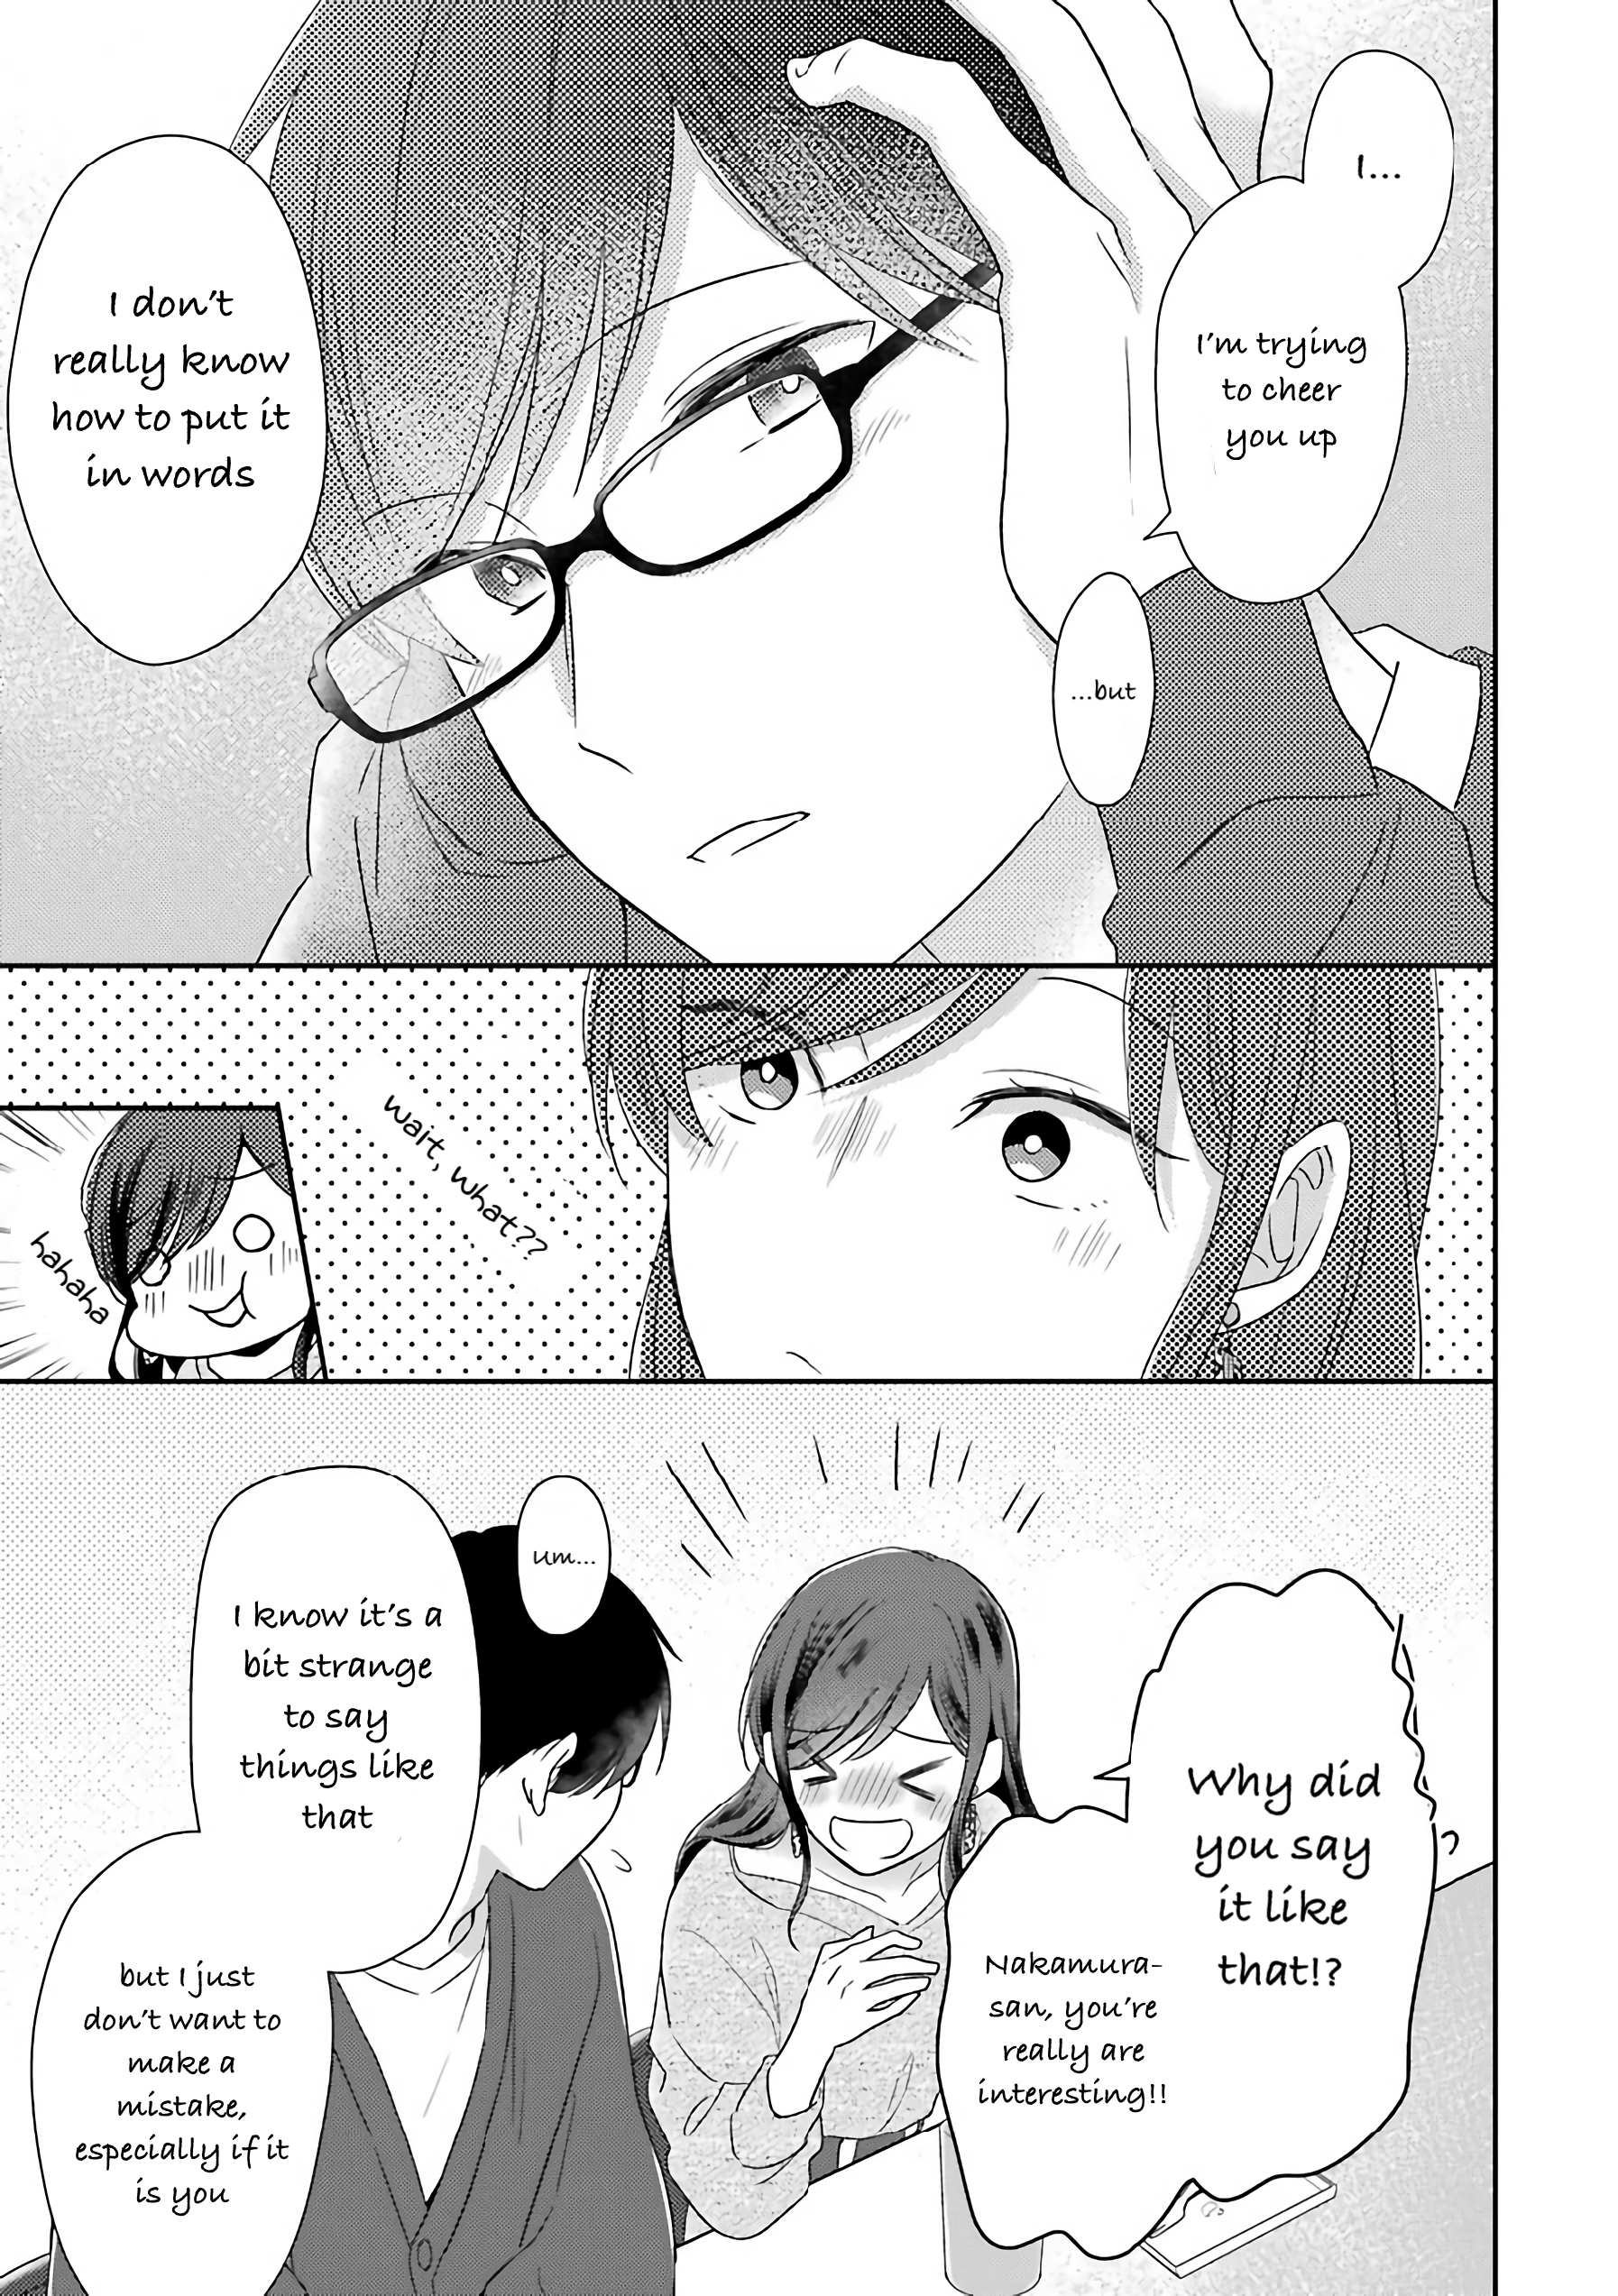 I...
I'm trying
to cheer
you up
...but
I don't
really know
how to put it
in words
wait, what??
hahaha
Why did
you say
it like
that!?
Nakamura-
san, you're
really are
interesting!!
um...
I know it's a
bit strange
to say
things like
that
but I just
don't want to
make a
mistake,
especially if it
is you